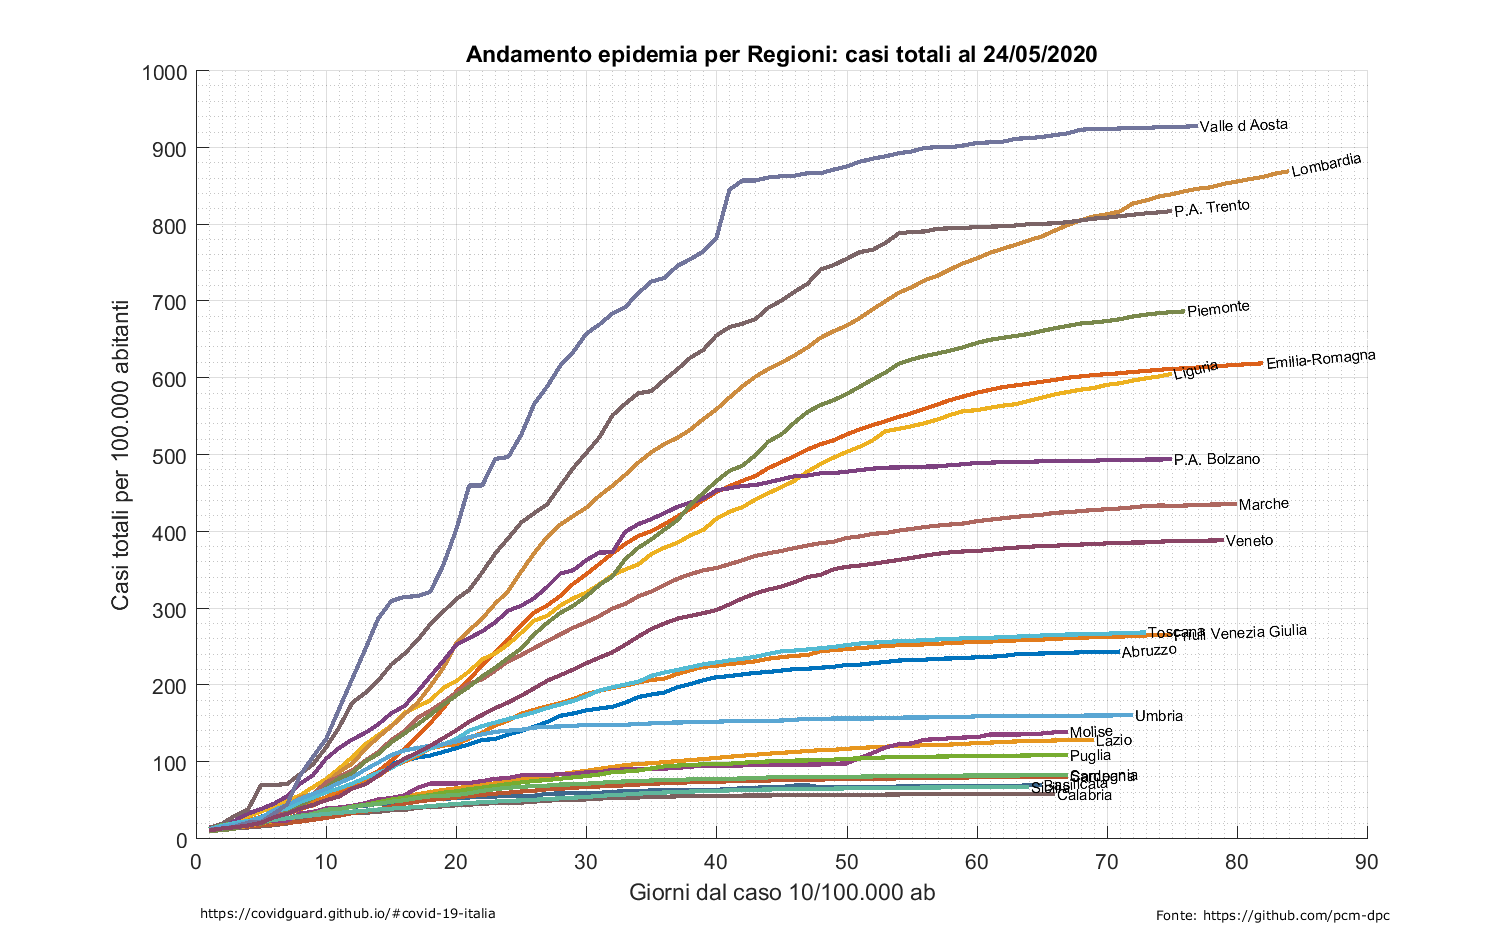 Andamento epidemia per Regioni: casi totali al 24/05/2020
Casi totali per 100.000 abitanti
1000
900
800
700
600
500
400
300
200
100
0
0 10 20 30 40 50 60 70 80 90
Giorni dal caso 10/100.000 ab
Valle d Aosta
Lombardia
P.A. Trento
Piemonte
Emilia-Romagna
Liguria
P.A. Bolzano
Marche
Veneto
Toscana
Friuli Venezia Giulia
Abruzzo
Umbria
Molise
Lazio
Puglia
Sardegna
Basilicata
Calabria
https://covidguard.github.io/#covid-19-italia
Fonte: https://github.com/pcm-dpc